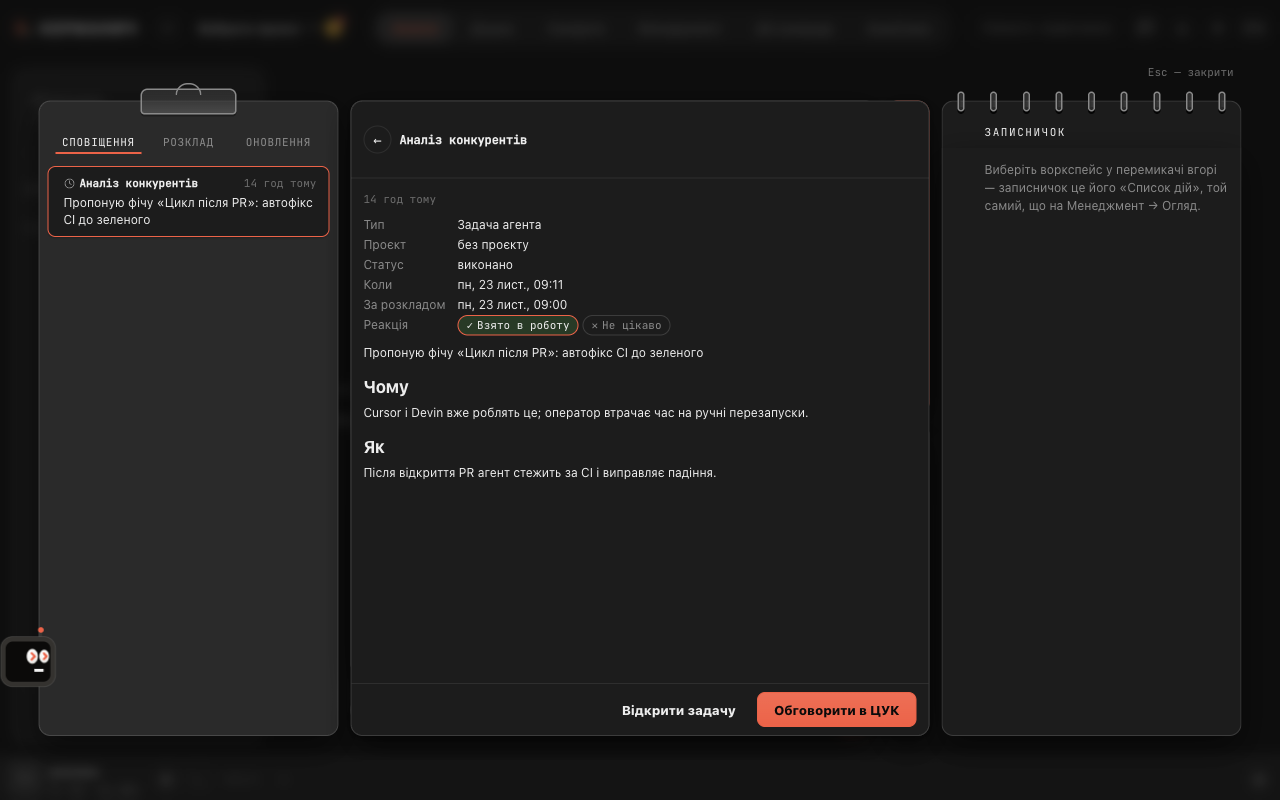 Esc — закрити
СПОВІЩЕННЯ РОЗКЛАД ОНОВЛЕННЯ
Аналіз конкурентів 14 год тому
Пропоную фічу «Цикл після PR»: автофікс
CI до зеленого
← Аналіз конкурентів
14 год тому
Тип Задача агента
Проєкт без проєкту
Статус виконано
Коли пн, 23 лист., 09:11
За розкладом пн, 23 лист., 09:00
Реакція ✓ Взято в роботу × Не цікаво
Пропоную фічу «Цикл після PR»: автофікс CI до зеленого
Чому
Cursor і Devin вже роблять це; оператор втрачає час на ручні перезапуски.
Як
Після відкриття PR агент стежить за CI і виправляє падіння.
Відкрити задачу Обговорити в ЦУК
ЗАПИСНИЧОК
Виберіть воркспейс у перемикачі вгорі
— записничок це його «Список дій», той
самий, що на Менеджмент → Огляд.